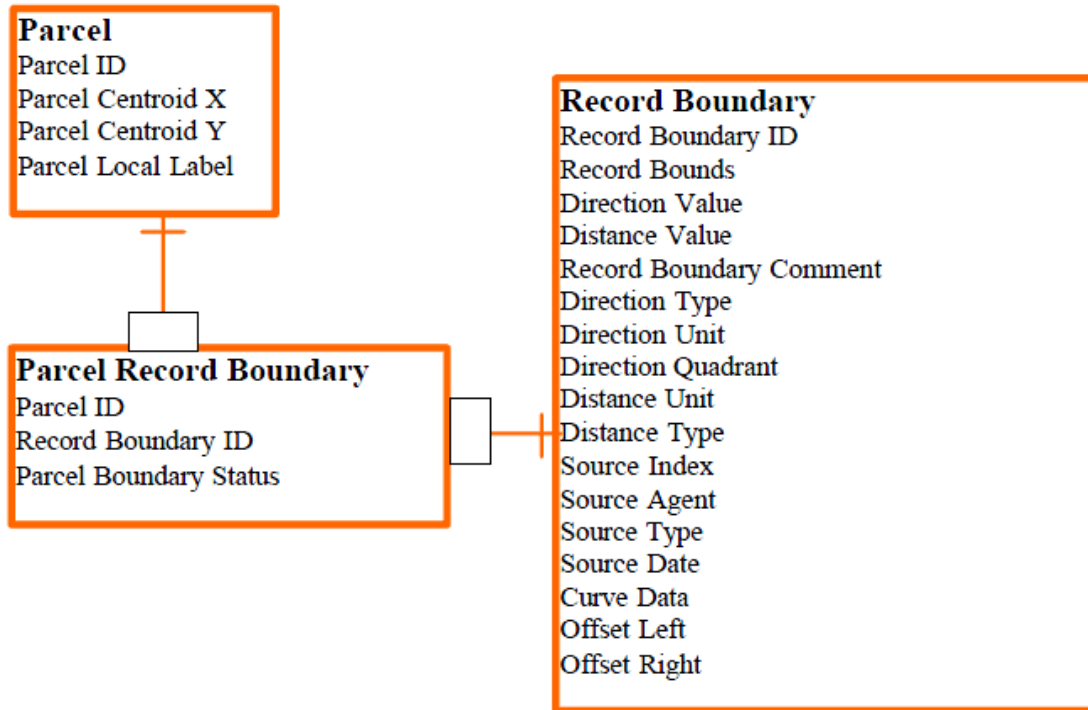 Parcel
Parcel ID
Parcel Centroid X
Parcel Centroid Y
Parcel Local Label
Parcel Record Boundary
Parcel ID
Record Boundary ID
Parcel Boundary Status
Record Boundary
Record Boundary ID
Record Bounds
Direction Value
Distance Value
Record Boundary Comment
Direction Type
Direction Unit
Direction Quadrant
Distance Unit
Distance Type
Source Index
Source Agent
Source Type
Source Date
Curve Data
Offset Left
Offset Right